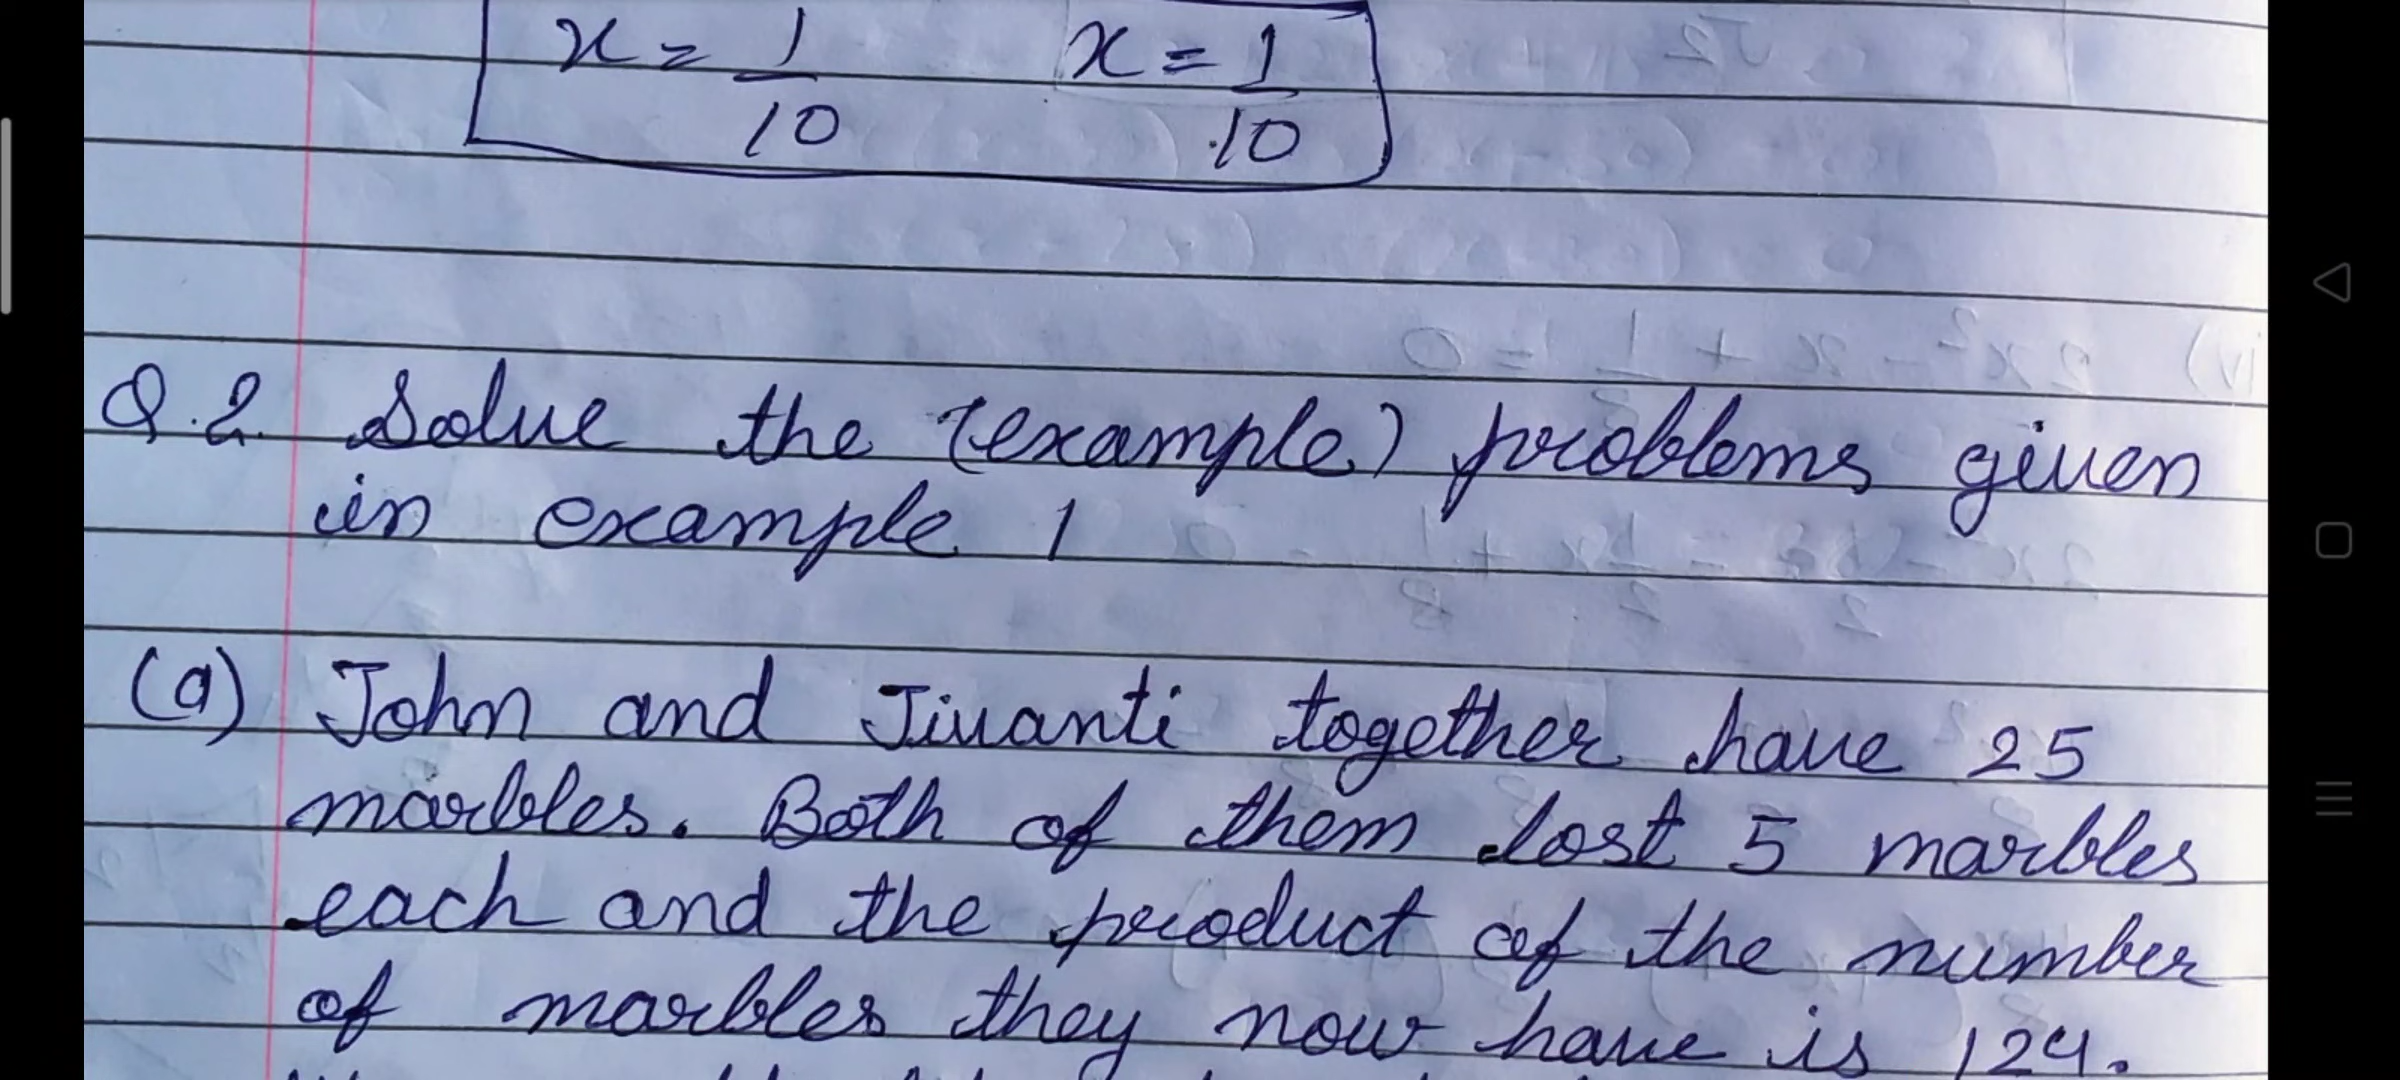 x = 1/10 x = 1/10
Q.2. Solve the (example) problems given
in example 1
(a) John and Jivanti together have 25
marbles. Both of them lost 5 marbles
each and the product of the number
of marbles they now have is 124.